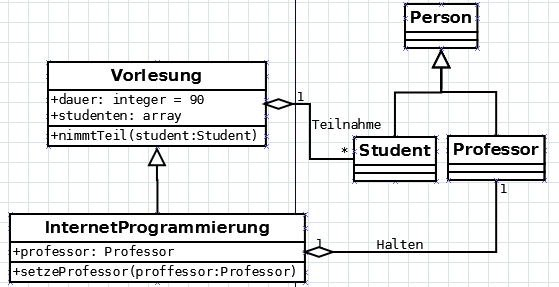 Person
Vorlesung
+dauer: integer = 90
+studenten: array
+nimmtTeil(student:Student)
1
Teilnahme
*
Student
Professor
1
InternetProgrammierung
+professor: Professor
+setzeProfessor(proffessor:Professor)
1
Halten